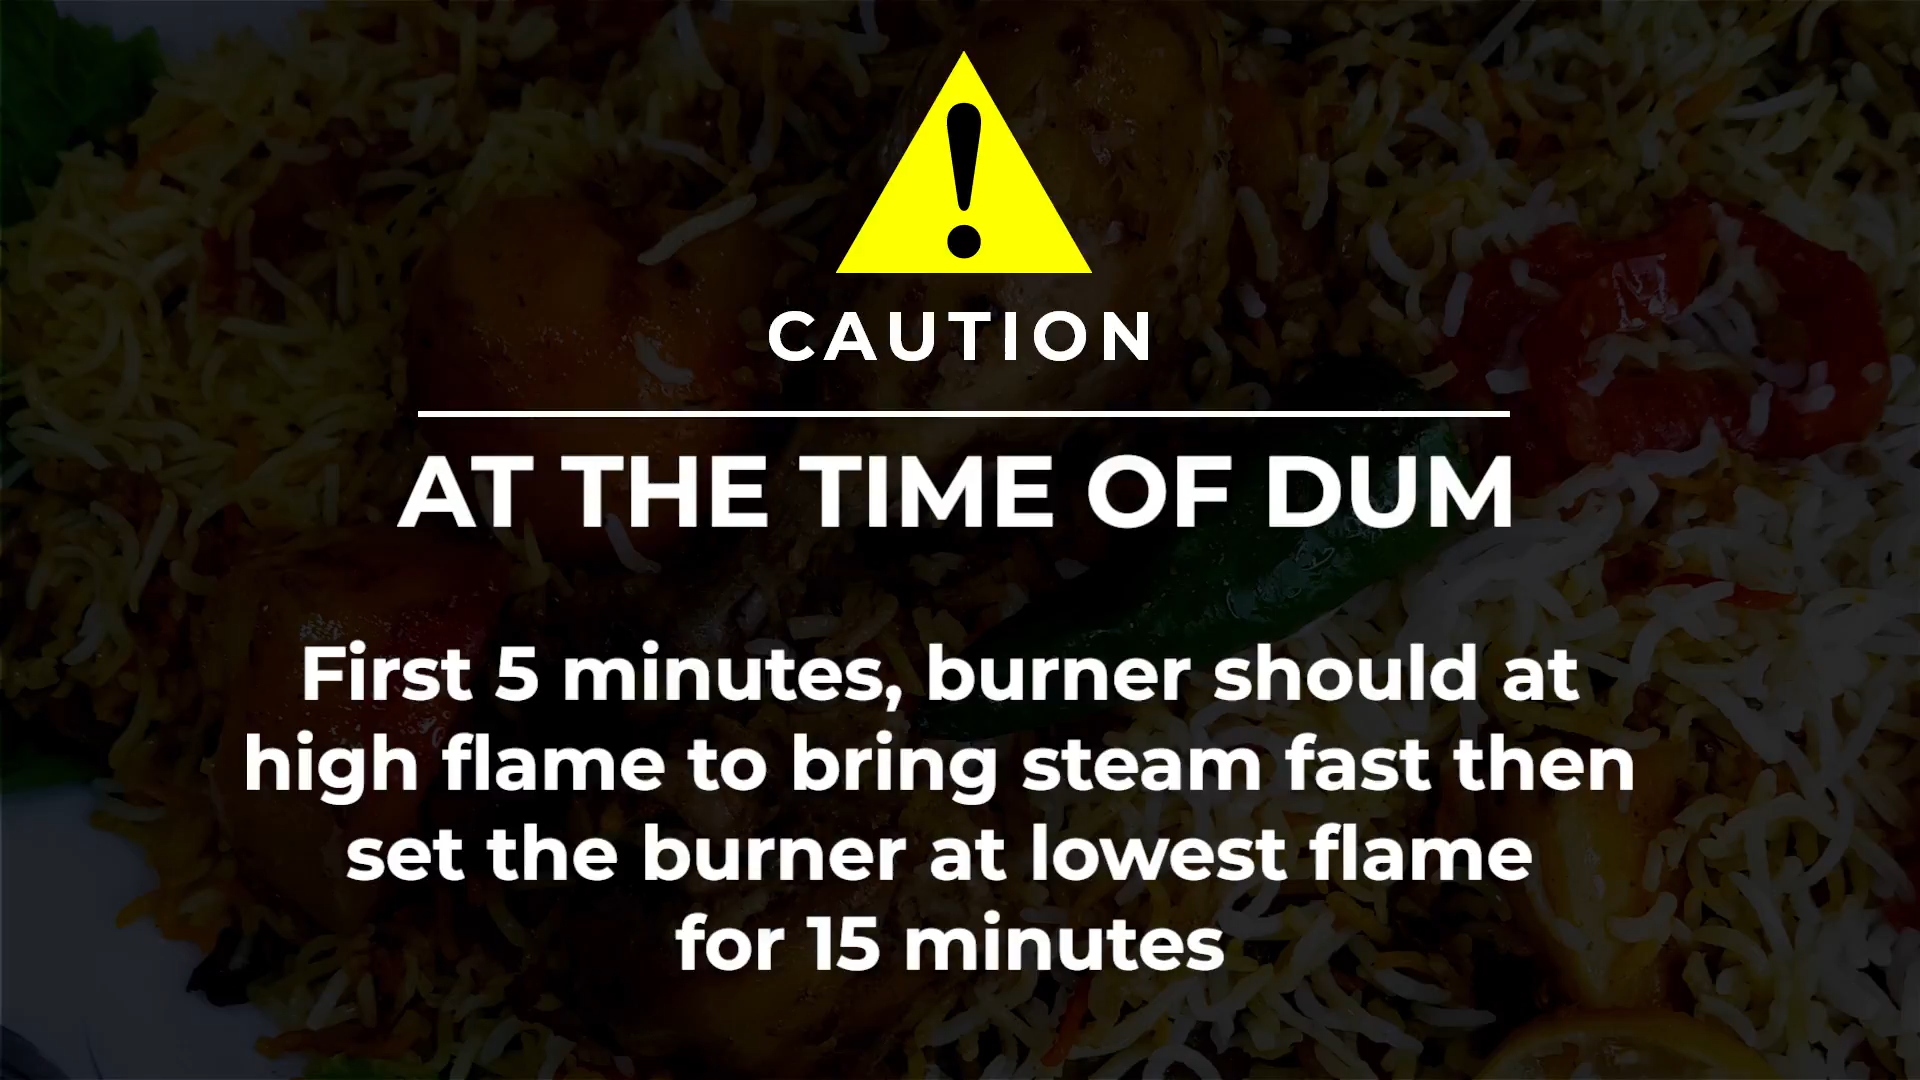 CAUTION
AT THE TIME OF DUM
First 5 minutes, burner should at
high flame to bring steam fast then
set the burner at lowest flame
for 15 minutes